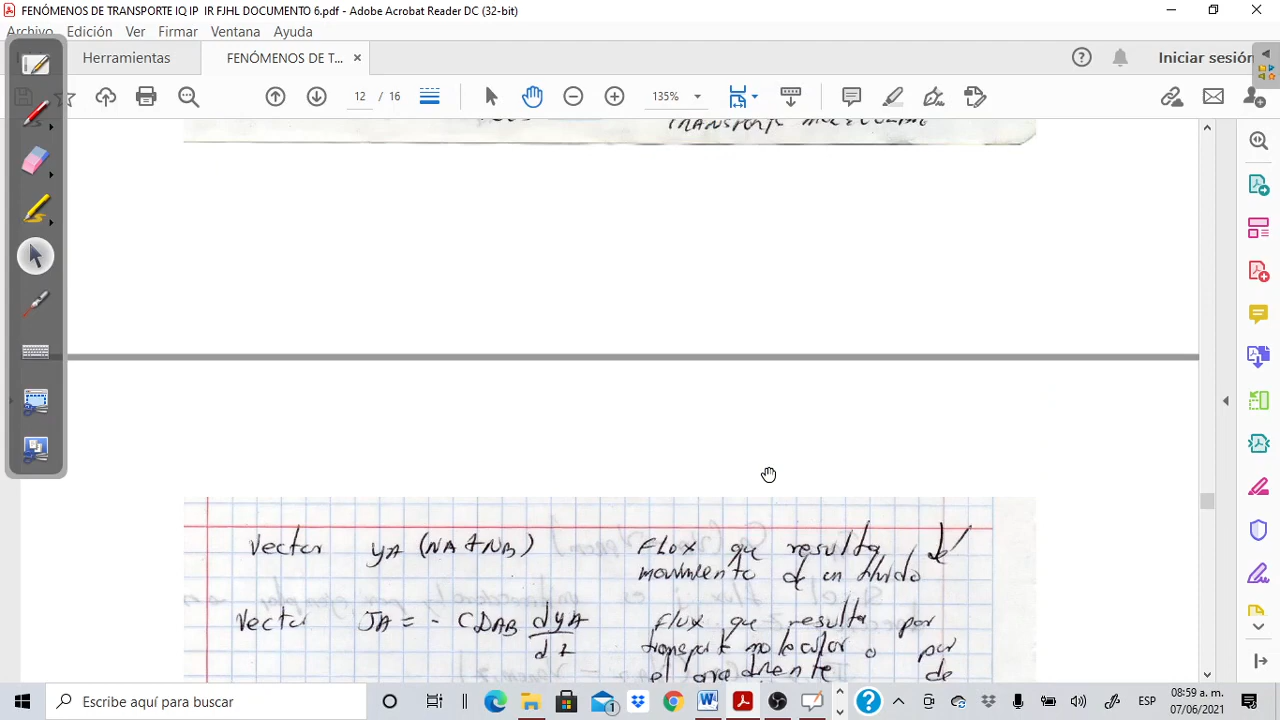 FENÓMENOS DE TRANSPORTE IQ IP IR FJHL DOCUMENTO 6.pdf - Adobe Acrobat Reader DC (32-bit)
Archivo Edición Ver Firmar Ventana Ayuda
Herramientas
FENÓMENOS DE T... ×
Iniciar sesión
12 / 16
135%
TRANSPORTE MOLECULAR
Vector yA (NA + NB) Flux que resulta de/
movimiento de un fluido
Vector JA = - CDAB dyA/dz Flux que resulta por
transporte molecular o por
el gradiente de
Escribe aquí para buscar
ESP
06:59 a. m.
07/06/2021